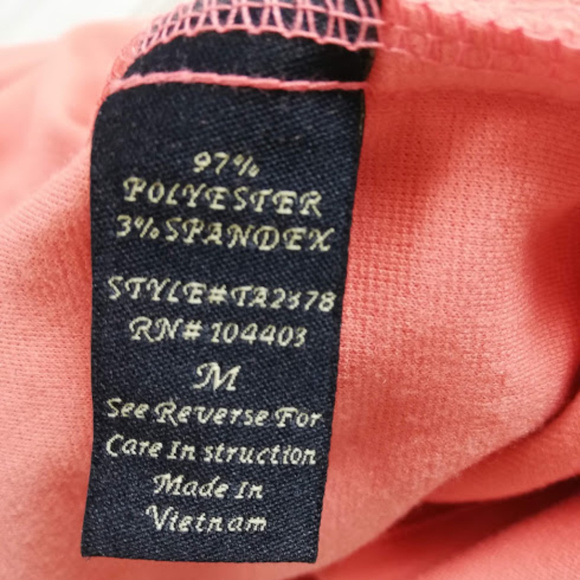 97%
POLYESTER
3% SPANDEX
STYLE# TA2378
RN# 104403
M
See Reverse For
Care In struction
Made In
Vietnam